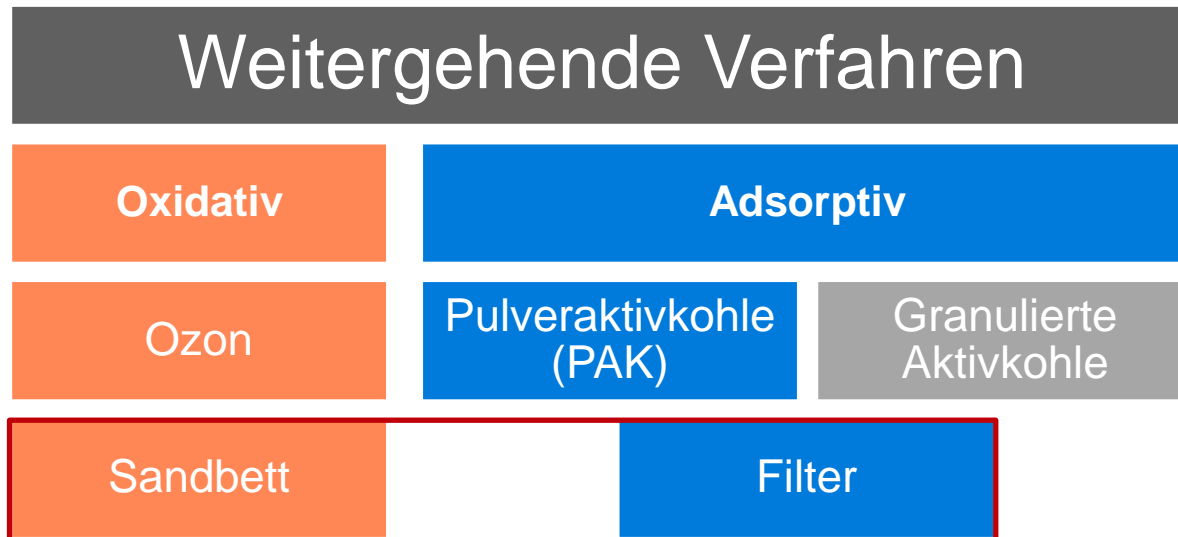 Weitergehende Verfahren
Oxidativ
Adsorptiv
Ozon
Pulveraktivkohle
(PAK)
Granulierte
Aktivkohle
Sandbett
Filter